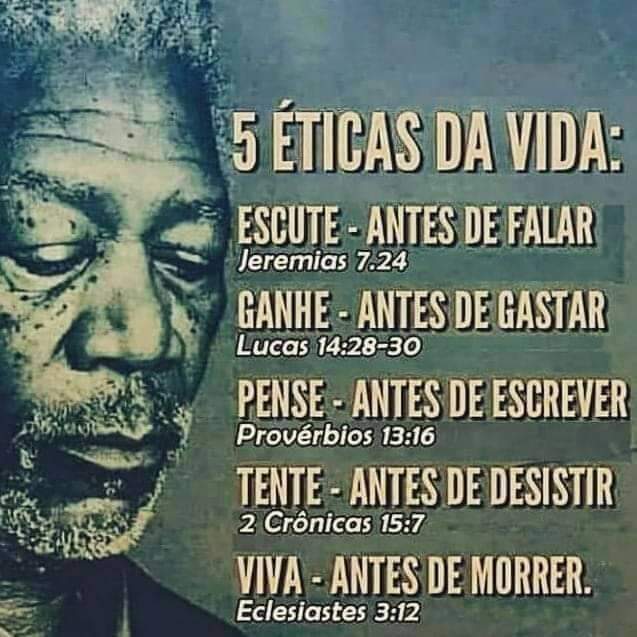 5 ÉTICAS DA VIDA:
ESCUTE - ANTES DE FALAR
Jeremias 7.24
GANHE - ANTES DE GASTAR
Lucas 14:28-30
PENSE - ANTES DE ESCREVER
Provérbios 13:16
TENTE - ANTES DE DESISTIR
2 Crônicas 15:7
VIVA - ANTES DE MORRER.
Eclesiastes 3:12